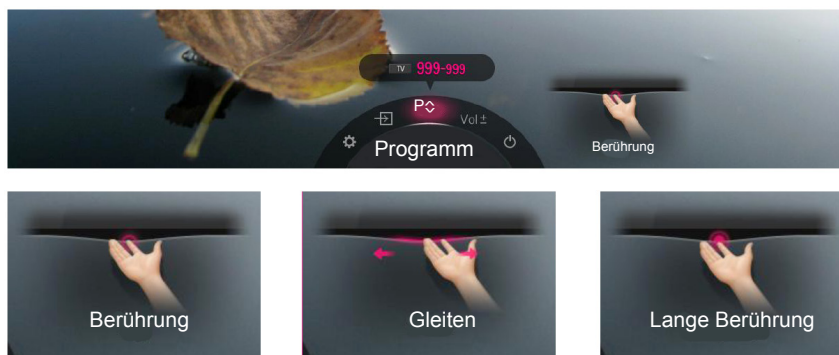 TV 999-999
P
Vol ±
Programm
Berührung
Berührung
Gleiten
Lange Berührung